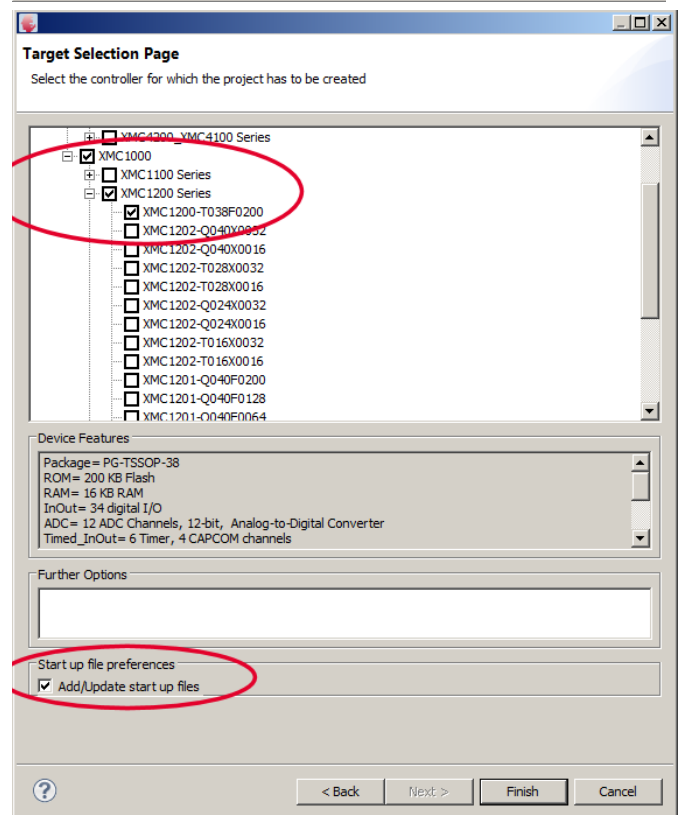 Target Selection Page
Select the controller for which the project has to be created
XMC4200_XMC4100 Series
XMC1000
XMC1100 Series
XMC1200 Series
XMC1200-T038F0200
XMC1202-Q040X0032
XMC1202-Q040X0016
XMC1202-T028X0032
XMC1202-T028X0016
XMC1202-Q024X0032
XMC1202-Q024X0016
XMC1202-T016X0032
XMC1202-T016X0016
XMC1201-Q040F0200
XMC1201-Q040F0128
XMC1201-Q040F0064
Device Features
Package= PG-TSSOP-38
ROM= 200 KB Flash
RAM= 16 KB RAM
InOut= 34 digital I/O
ADC= 12 ADC Channels, 12-bit, Analog-to-Digital Converter
Timed_InOut= 6 Timer, 4 CAPCOM channels
Further Options
Start up file preferences
Add/Update start up files
? < Back Next > Finish Cancel